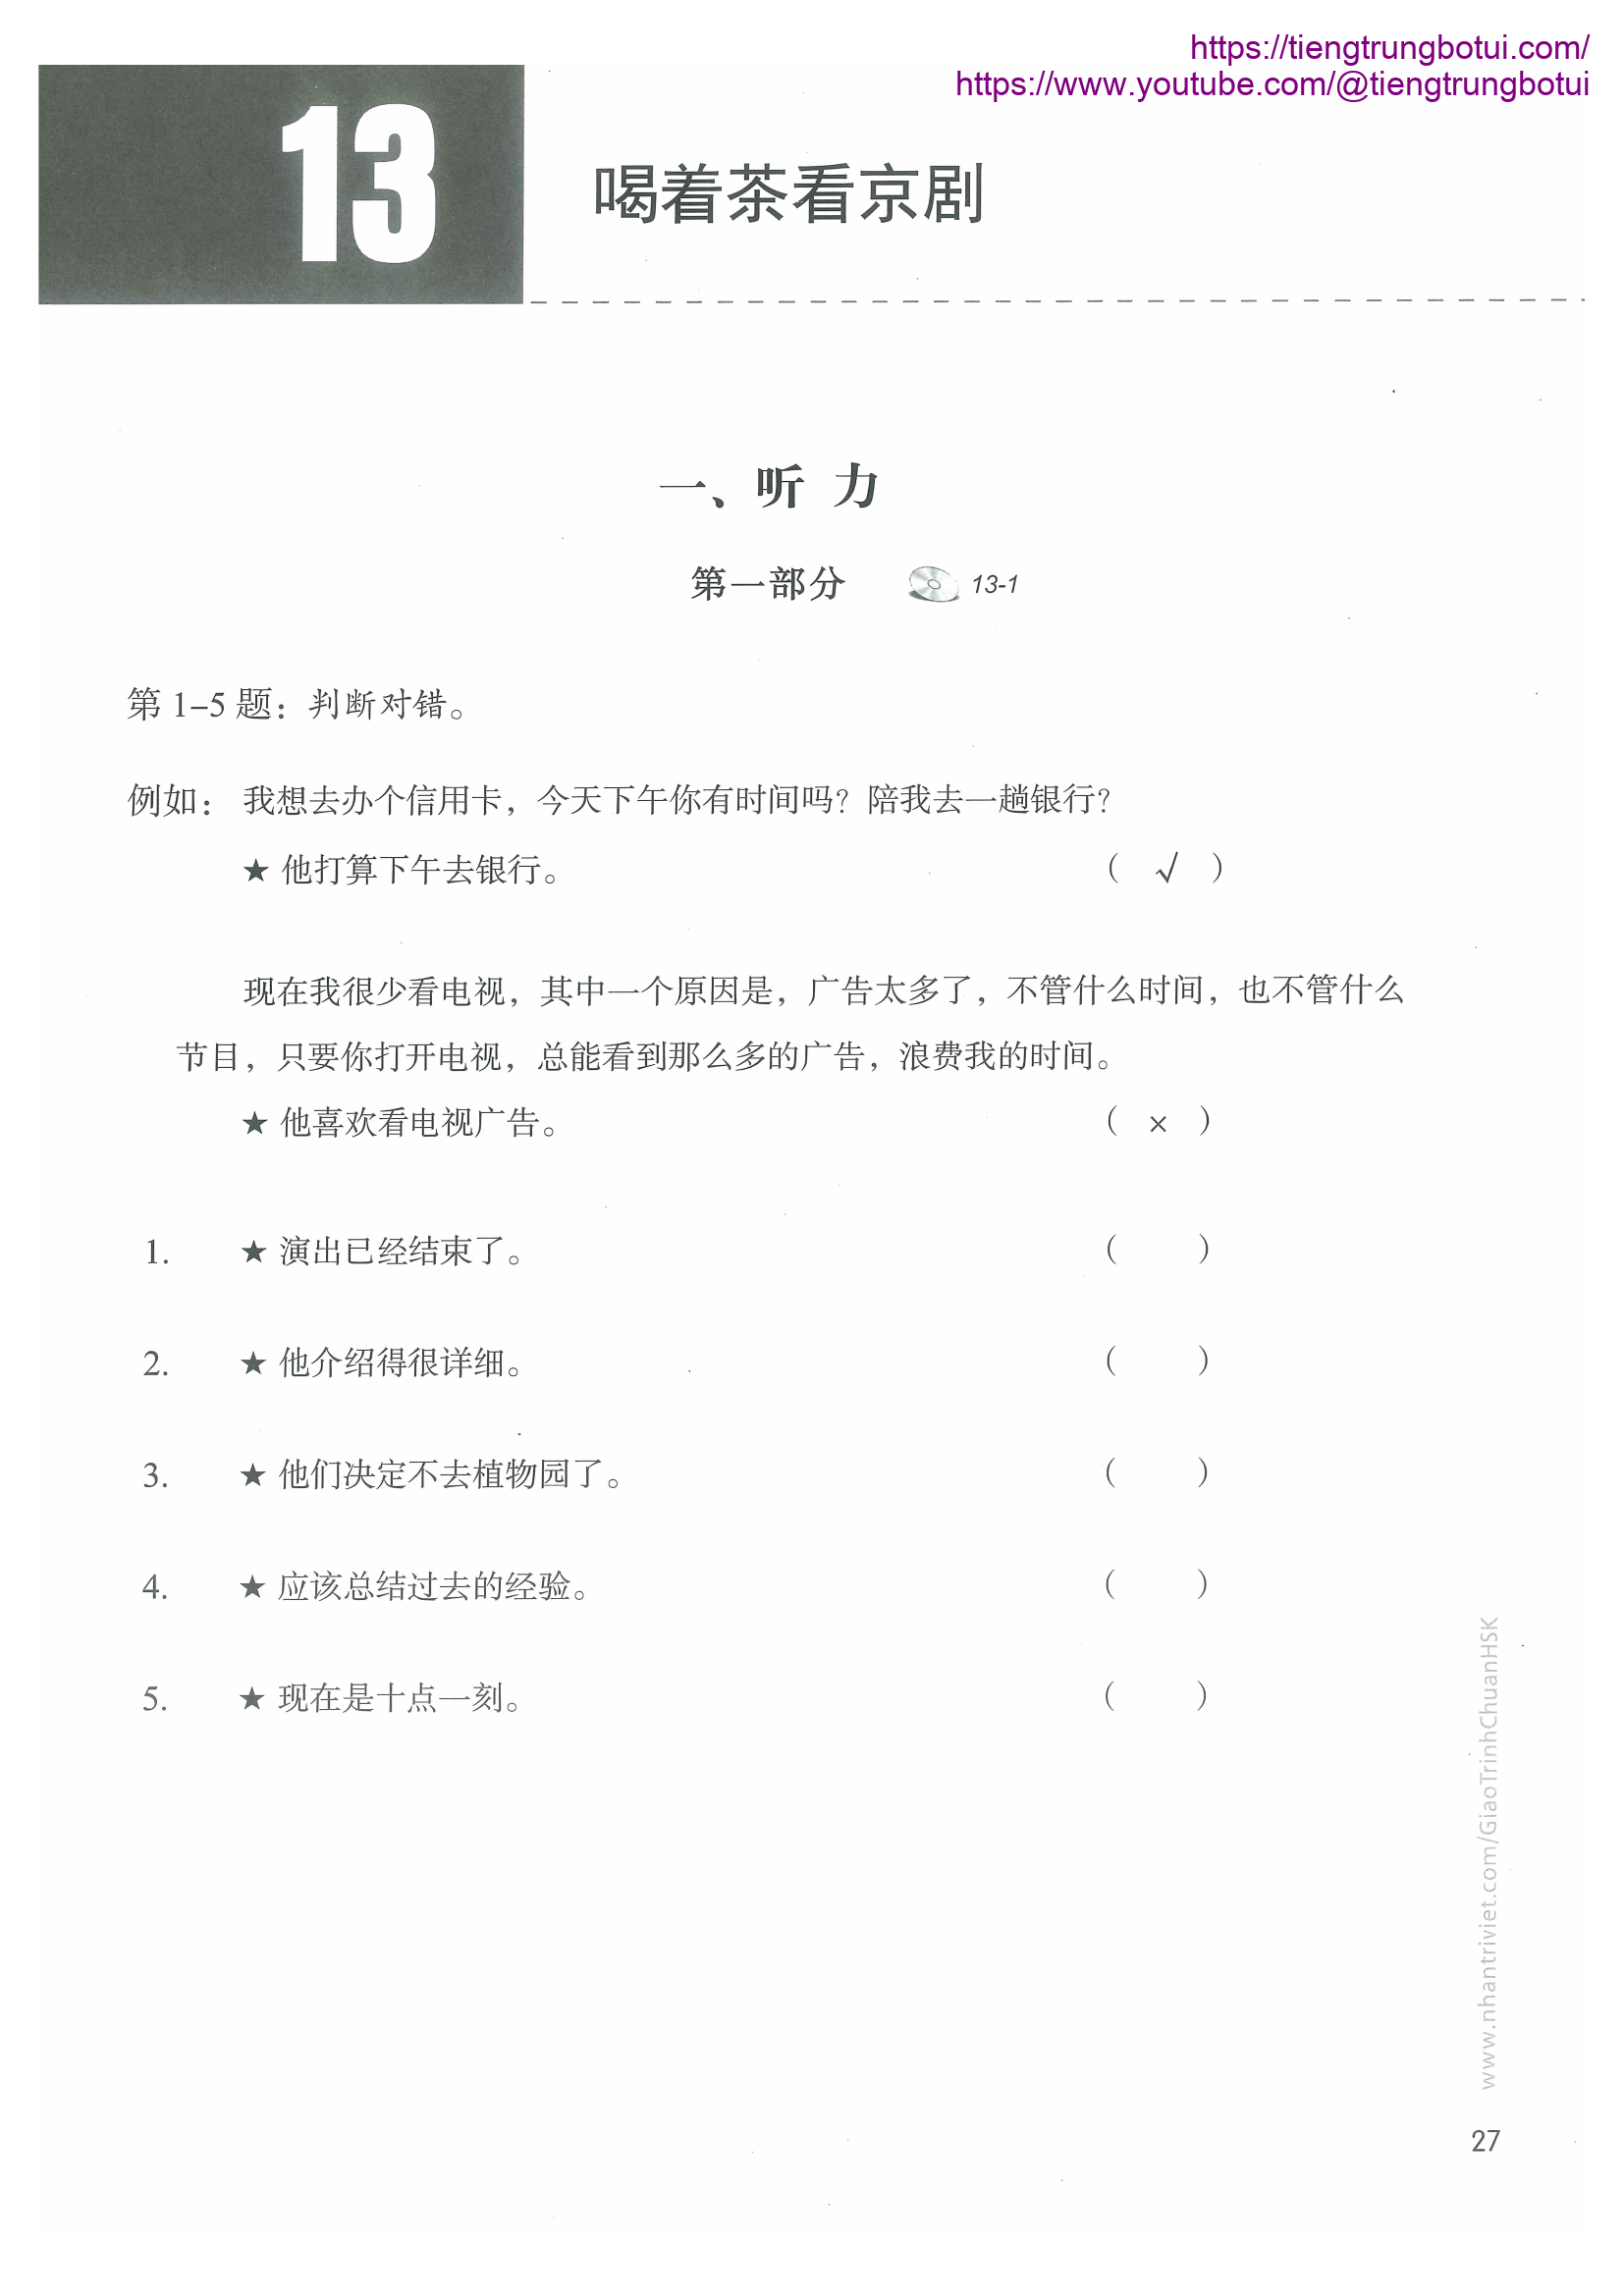 https://tiengtrungbotui.com/
https://www.youtube.com/@tiengtrungbotui
13
喝着茶看京剧
一、听 力
第一部分 13-1
第 1–5 题：判断对错。
例如： 我想去办个信用卡，今天下午你有时间吗？陪我去一趟银行？
★ 他打算下午去银行。 （ √ ）
现在我很少看电视，其中一个原因是，广告太多了，不管什么时间，也不管什么
节目，只要你打开电视，总能看到那么多的广告，浪费我的时间。
★ 他喜欢看电视广告。 （ × ）
1. ★ 演出已经结束了。 （ ）
2. ★ 他介绍得很详细。 （ ）
3. ★ 他们决定不去植物园了。 （ ）
4. ★ 应该总结过去的经验。 （ ）
5. ★ 现在是十点一刻。 （ ）
www.nhantriviet.com/GiaoTrinhChuanHSK
27